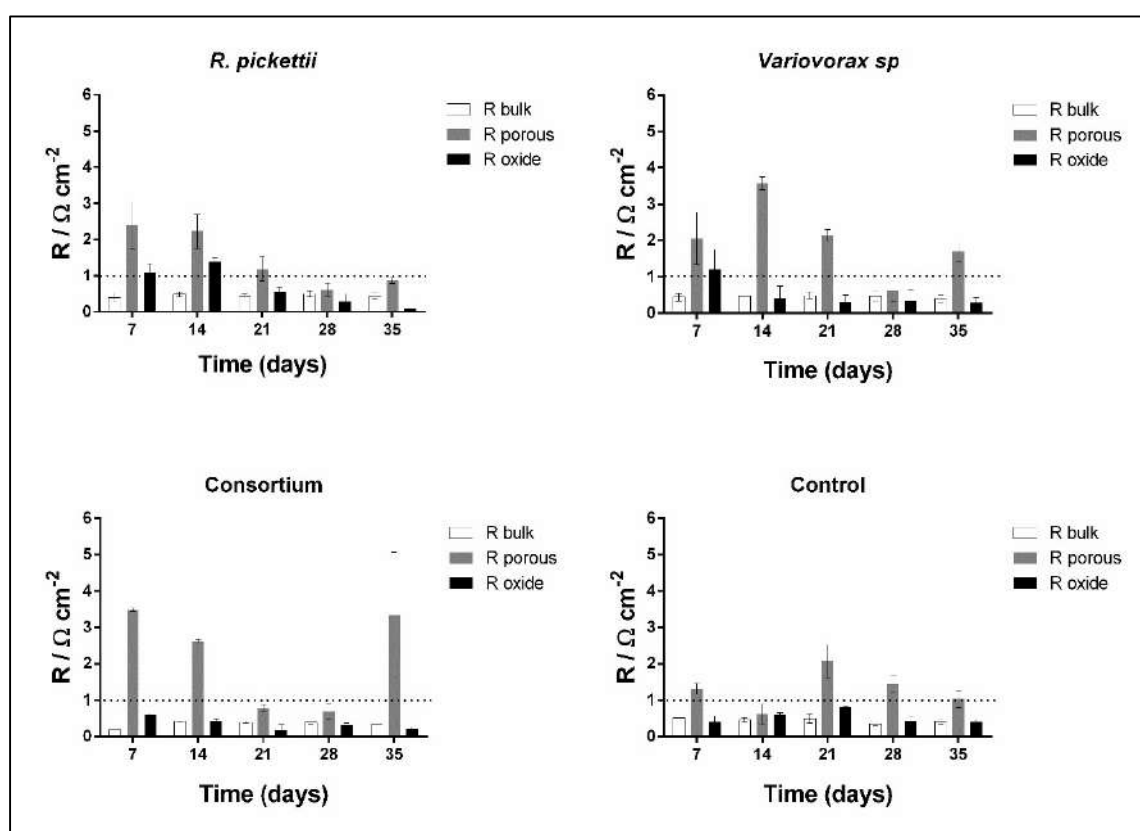 R. pickettii
6
5
4
3
2
1
0
R / Ω cm-2
R bulk
R porous
R oxide
7 14 21 28 35
Time (days)
Variovorax sp
6
5
4
3
2
1
0
R / Ω cm-2
R bulk
R porous
R oxide
7 14 21 28 35
Time (days)
Consortium
6
5
4
3
2
1
0
R / Ω cm-2
R bulk
R porous
R oxide
7 14 21 28 35
Time (days)
Control
6
5
4
3
2
1
0
R / Ω cm-2
R bulk
R porous
R oxide
7 14 21 28 35
Time (days)